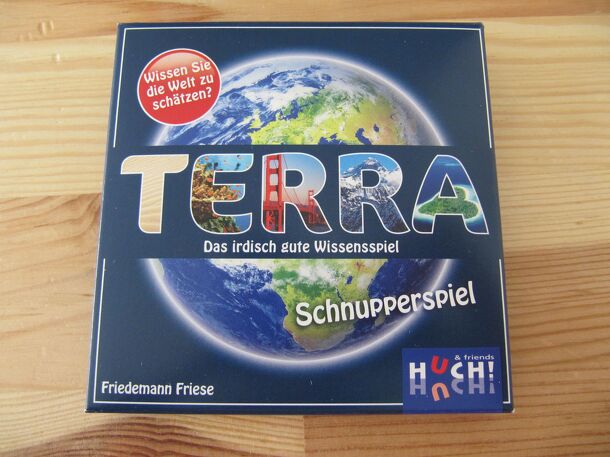 Wissen Sie
die Welt zu
schätzen?
TERRA
Das irdisch gute Wissensspiel
Schnupperspiel
& friends
HUCH!
Friedemann Friese